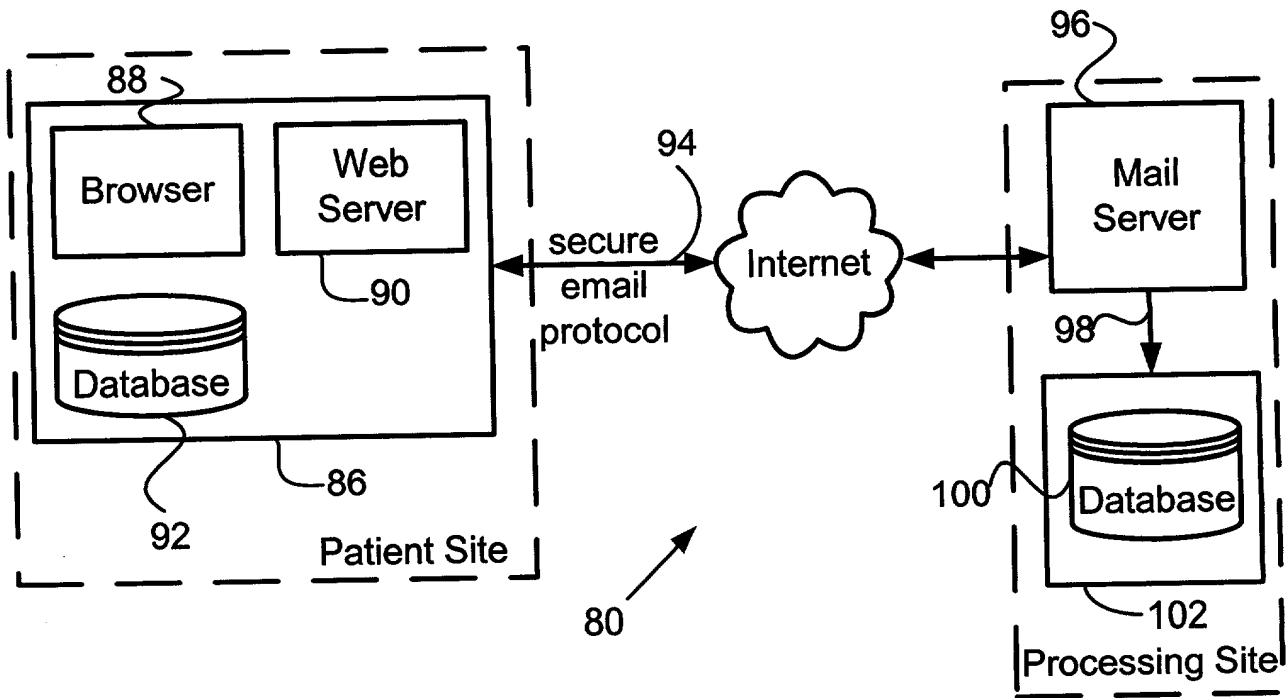 88
Browser
Web
Server
90
Database
92
86
Patient Site
94
secure
email
protocol
Internet
80
96
Mail
Server
98
100
Database
102
Processing Site